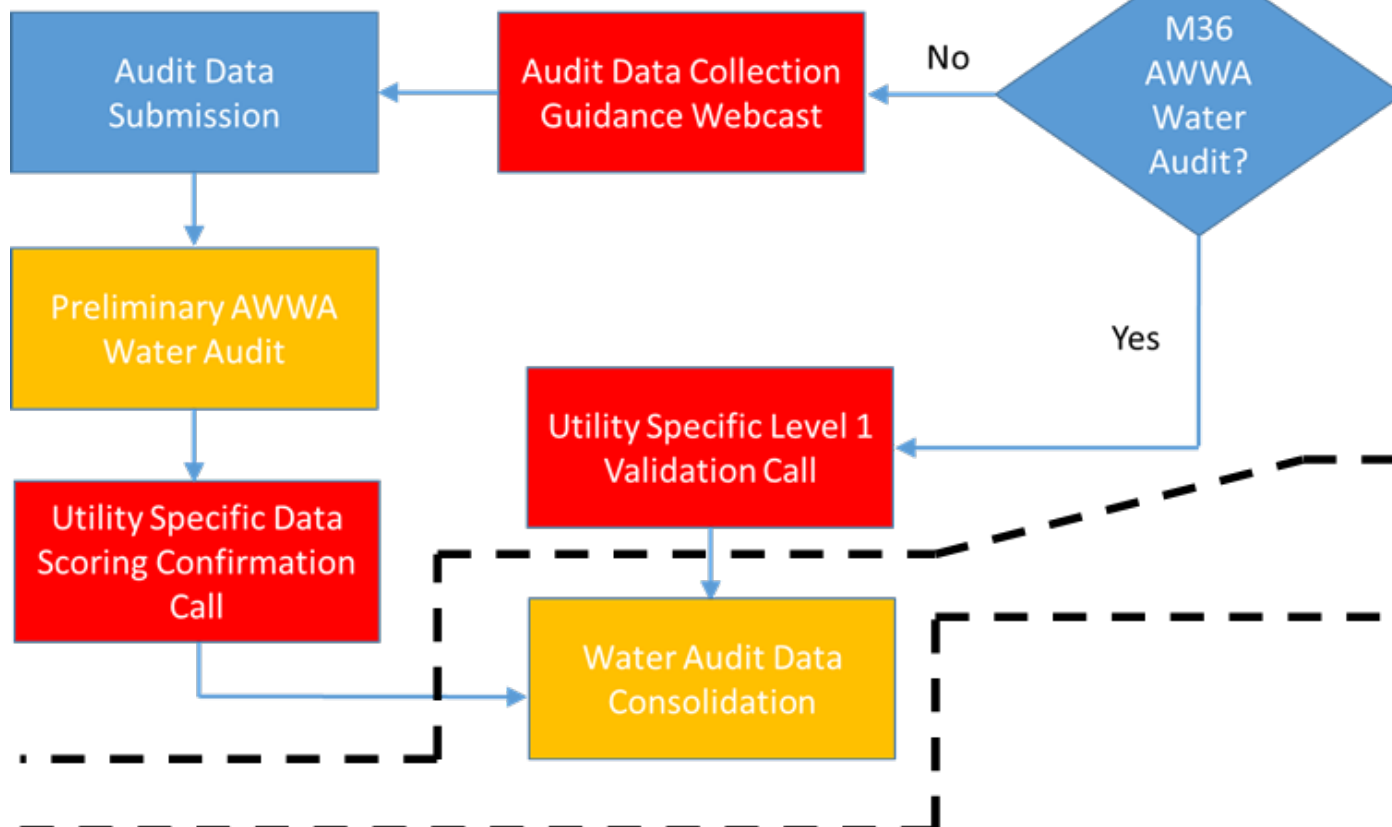 Audit Data
Submission
Audit Data Collection
Guidance Webcast
No
M36
AWWA
Water
Audit?
Preliminary AWWA
Water Audit
Yes
Utility Specific Level 1
Validation Call
Utility Specific Data
Scoring Confirmation
Call
Water Audit Data
Consolidation